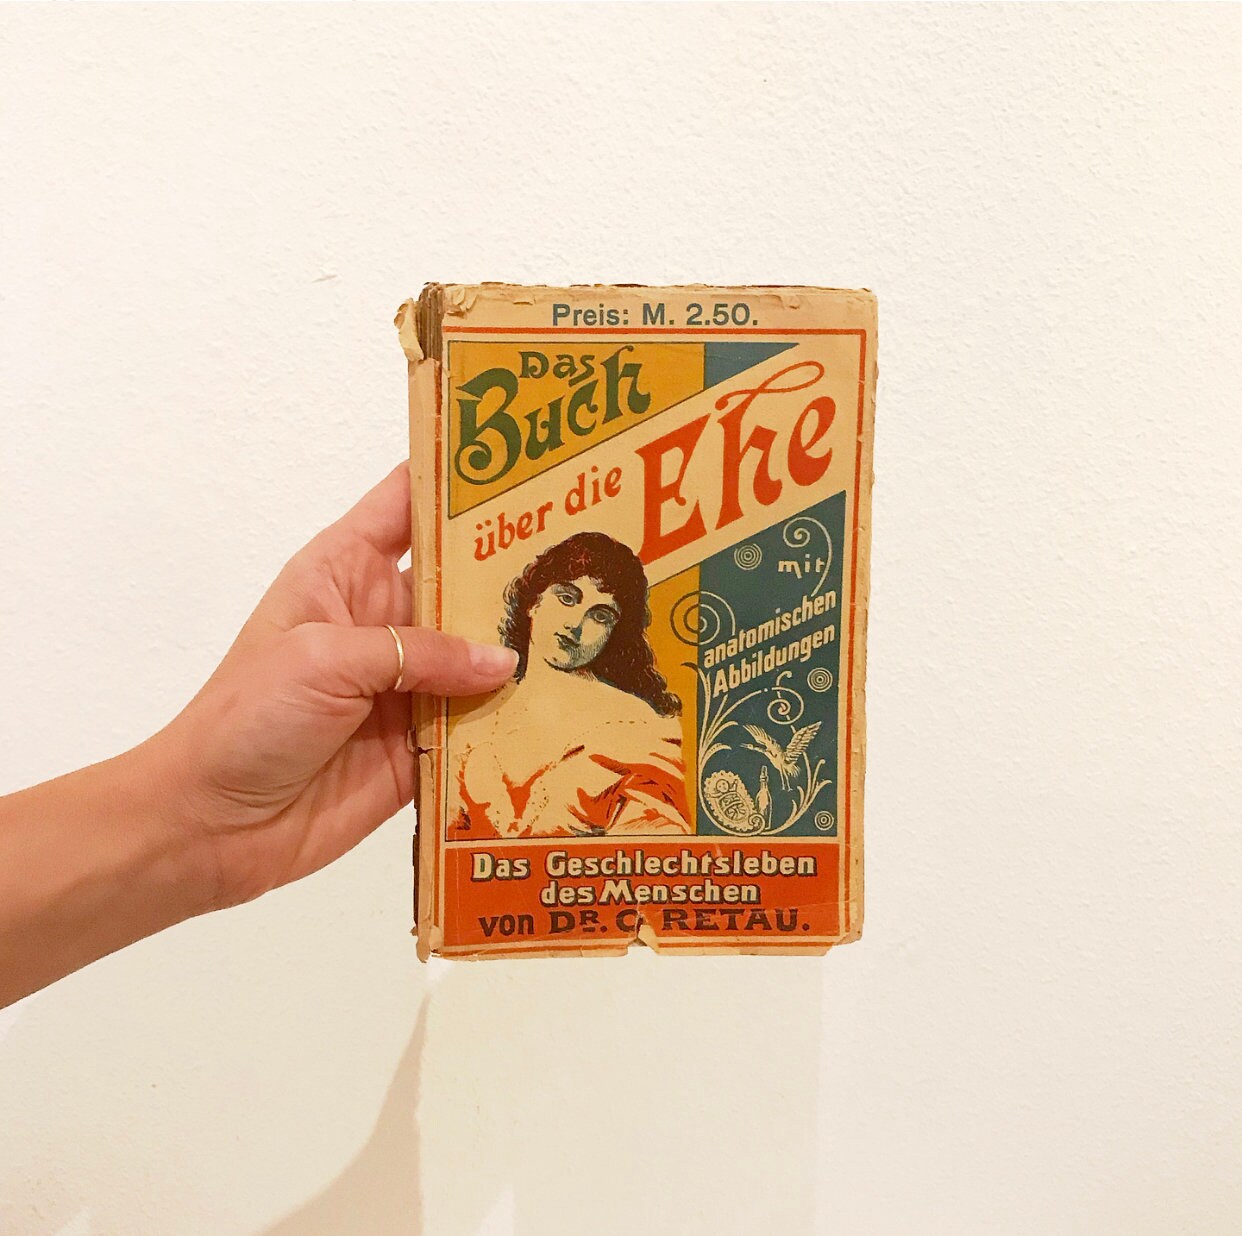 Preis: M. 2.50.
Das
Buch
über die Ehe
mit
anatomischen
Abbildungen
Das Geschlechtsleben
des Menschen
von DR. O. RETAU.